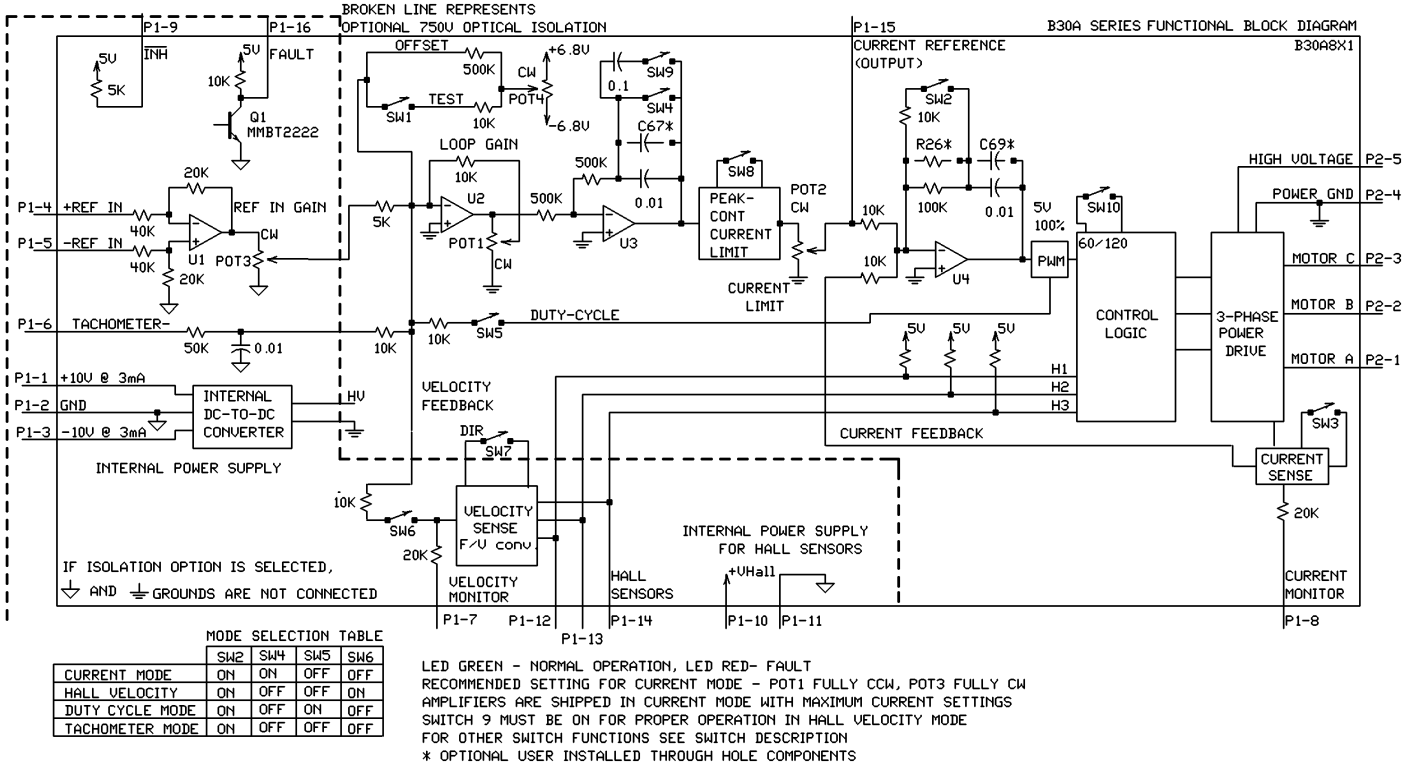 BROKEN LINE REPRESENTS
OPTIONAL 750V OPTICAL ISOLATION
B30A SERIES FUNCTIONAL BLOCK DIAGRAM
B30A8X1
P1-9
INH
5V
5K
P1-16
FAULT
5V
10K
Q1
MMBT2222
OFFSET
500K
SW1
TEST
10K
CW
POT4
+6.8V
-6.8V
0.1
SW9
SW4
C67*
0.01
P1-15
CURRENT REFERENCE
(OUTPUT)
SW2
10K
R26*
100K
C69*
0.01
HIGH VOLTAGE
P2-5
POWER GND
P2-4
MOTOR C
P2-3
MOTOR B
P2-2
MOTOR A
P2-1
P1-4
+REF IN
40K
P1-5
-REF IN
40K
20K
20K
U1
REF IN GAIN
CW
POT3
5K
LOOP GAIN
10K
U2
POT1
CW
500K
500K
U3
SW8
PEAK-
CONT
CURRENT
LIMIT
POT2
CW
CURRENT
LIMIT
10K
10K
U4
5V
100%
PWM
SW10
60/120
CONTROL
LOGIC
3-PHASE
POWER
DRIVE
P1-6
TACHOMETER-
50K
0.01
10K
10K
SW5
DUTY-CYCLE
5V
5V
5V
H1
H2
H3
P1-1
+10V @ 3mA
P1-2
GND
P1-3
-10V @ 3mA
INTERNAL
DC-TO-DC
CONVERTER
HV
INTERNAL POWER SUPPLY
VELOCITY
FEEDBACK
CURRENT FEEDBACK
SW3
CURRENT
SENSE
20K
DIR
SW7
10K
SW6
20K
VELOCITY
SENSE
F/V conv.
INTERNAL POWER SUPPLY
FOR HALL SENSORS
+VHall
IF ISOLATION OPTION IS SELECTED,
AND
GROUNDS ARE NOT CONNECTED
VELOCITY
MONITOR
HALL
SENSORS
CURRENT
MONITOR
P1-7
P1-12
P1-13
P1-14
P1-10
P1-11
P1-8
MODE SELECTION TABLE
SW2 SW4 SW5 SW6
CURRENT MODE ON ON OFF OFF
HALL VELOCITY ON OFF OFF ON
DUTY CYCLE MODE ON OFF ON OFF
TACHOMETER MODE ON OFF OFF OFF
LED GREEN - NORMAL OPERATION, LED RED- FAULT
RECOMMENDED SETTING FOR CURRENT MODE - POT1 FULLY CCW, POT3 FULLY CW
AMPLIFIERS ARE SHIPPED IN CURRENT MODE WITH MAXIMUM CURRENT SETTINGS
SWITCH 9 MUST BE ON FOR PROPER OPERATION IN HALL VELOCITY MODE
FOR OTHER SWITCH FUNCTIONS SEE SWITCH DESCRIPTION
* OPTIONAL USER INSTALLED THROUGH HOLE COMPONENTS